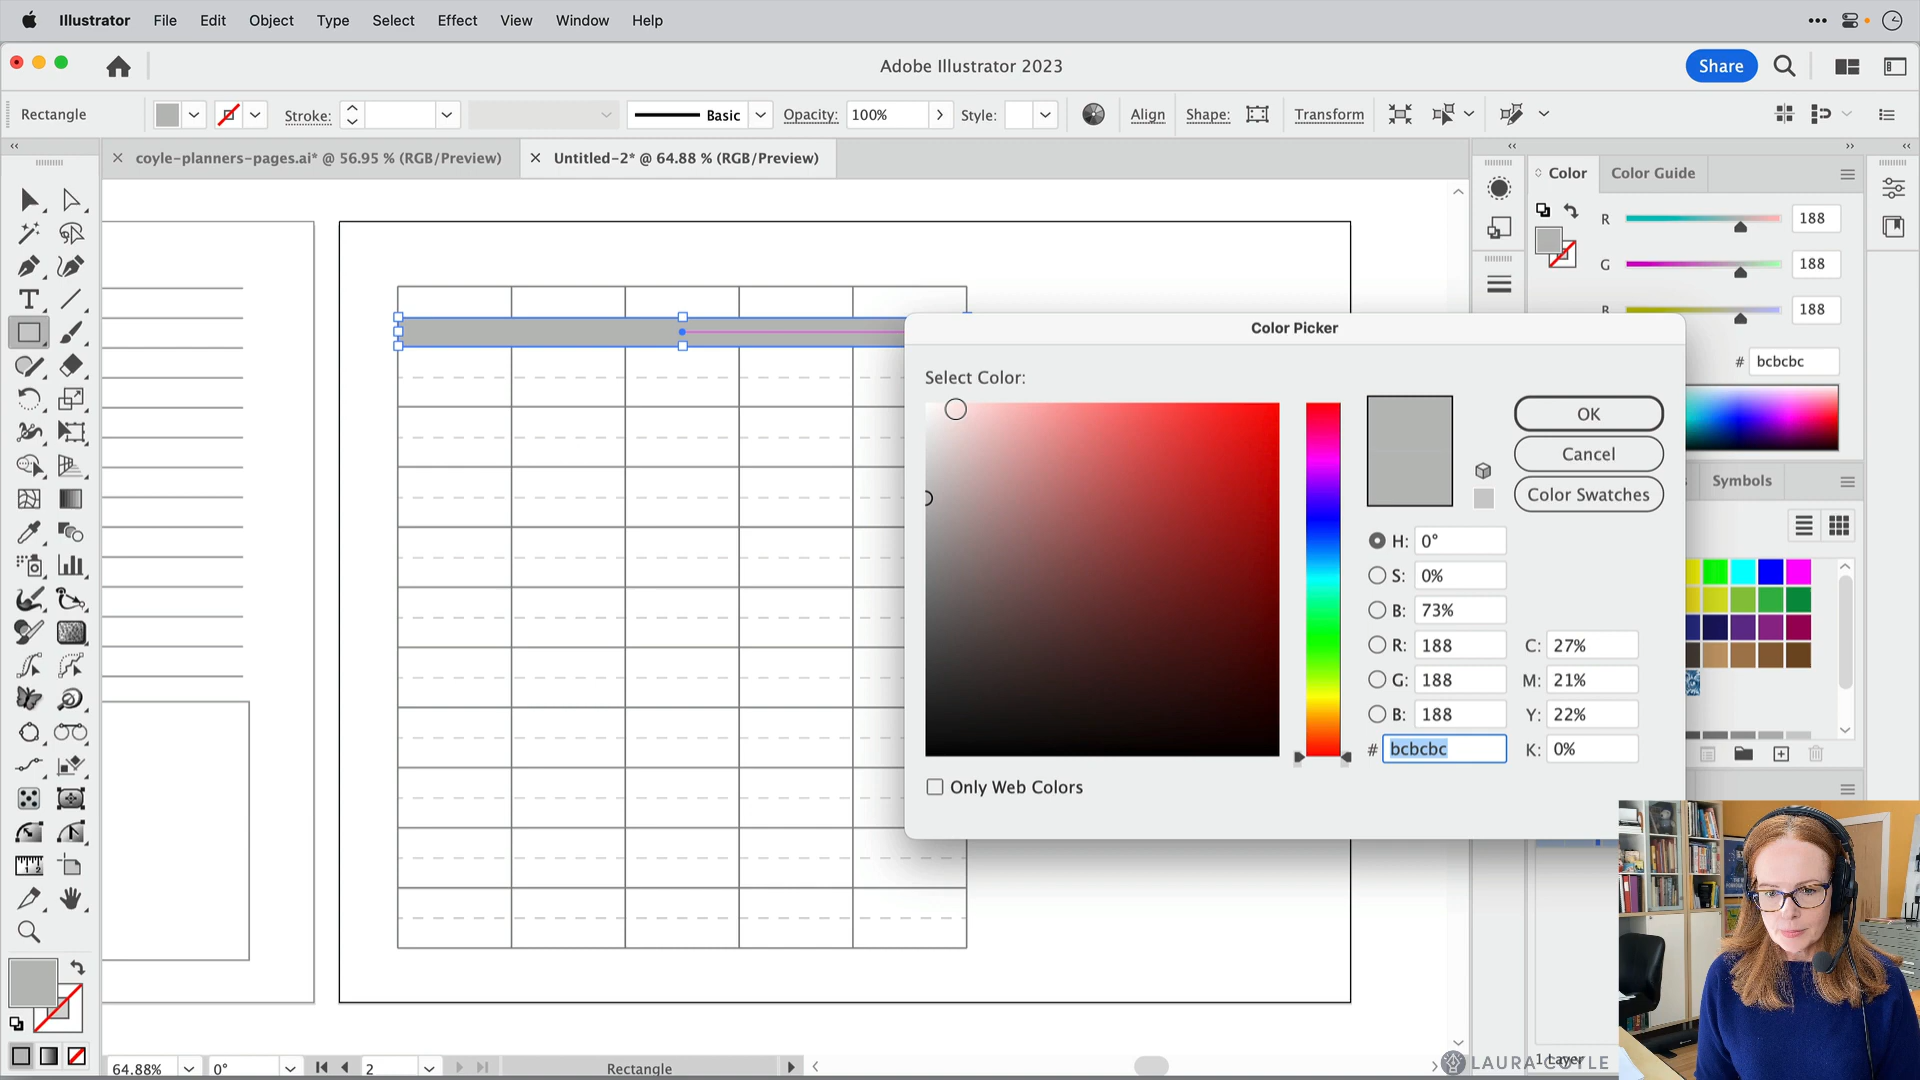 Illustrator File Edit Object Type Select Effect View Window Help
Adobe Illustrator 2023
Share
Rectangle
Stroke:
Basic
Opacity:
100%
Style:
Align
Shape:
Transform
coyle-planners-pages.ai* @ 56.95 % (RGB/Preview)
Untitled-2* @ 64.88 % (RGB/Preview)
Color
Color Guide
R 188
G 188
188
# bcbcbc
Symbols
Color Picker
Select Color:
OK
Cancel
Color Swatches
H: 0°
S: 0%
B: 73%
R: 188
C: 27%
G: 188
M: 21%
B: 188
Y: 22%
# bcbcbc
K: 0%
Only Web Colors
64.88%
0°
2
Rectangle
1 Layer
LAURA COYLE